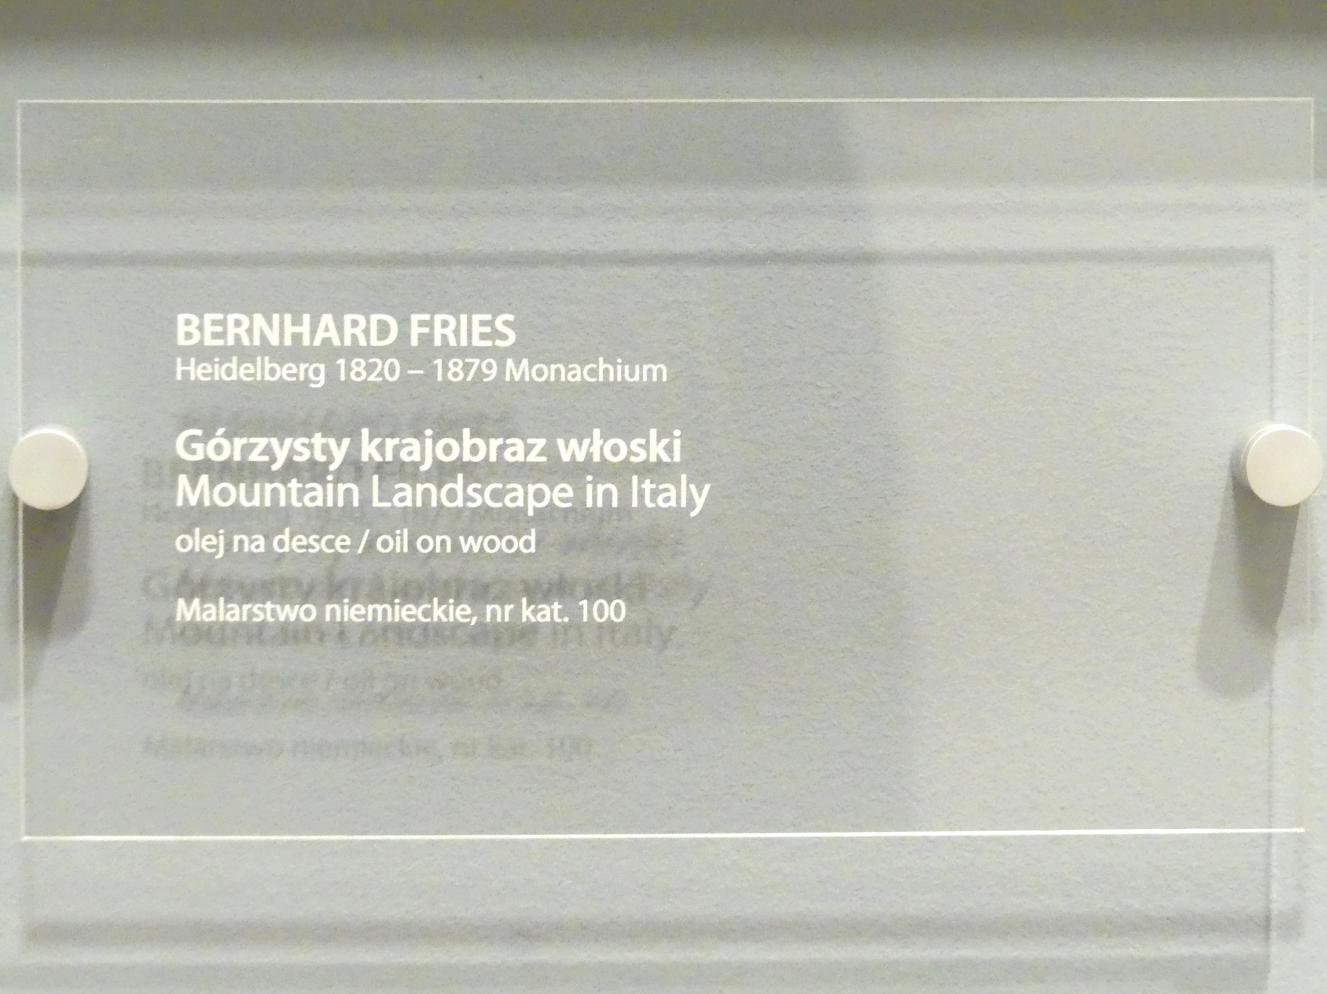 BERNHARD FRIES
Heidelberg 1820 – 1879 Monachium
Górzysty krajobraz włoski
Mountain Landscape in Italy
olej na desce / oil on wood
Malarstwo niemieckie, nr kat. 100